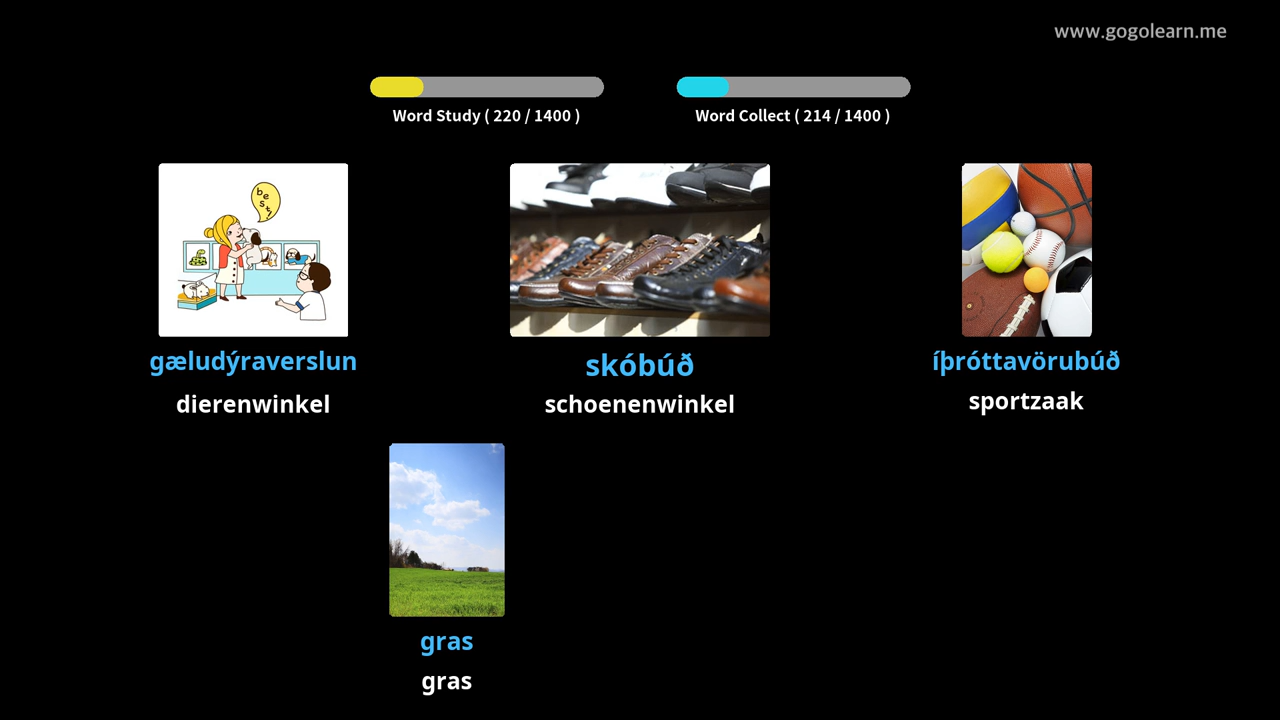 www.gogolearn.me
Word Study ( 220 / 1400 )
Word Collect ( 214 / 1400 )
best,
gæludýraverslun
skóbúð
íþróttavörubúð
dierenwinkel
schoenenwinkel
sportzaak
gras
gras